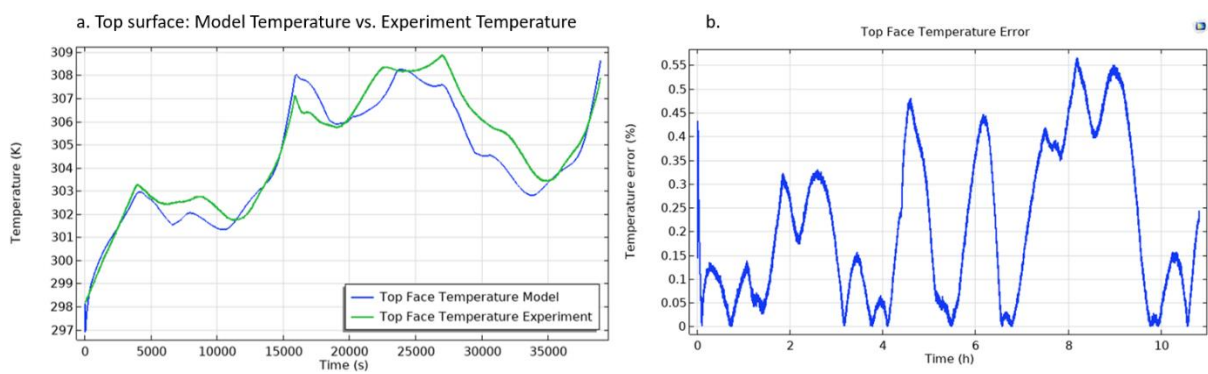 a. Top surface: Model Temperature vs. Experiment Temperature
309
308
307
306
305
304
303
302
301
300
299
298
297
Temperature (K)
Top Face Temperature Model
Top Face Temperature Experiment
0 5000 10000 15000 20000 25000 30000 35000
Time (s)
b.
Top Face Temperature Error
0.55
0.5
0.45
0.4
0.35
0.3
0.25
0.2
0.15
0.1
0.05
0
Temperature error (%)
0 2 4 6 8 10
Time (h)